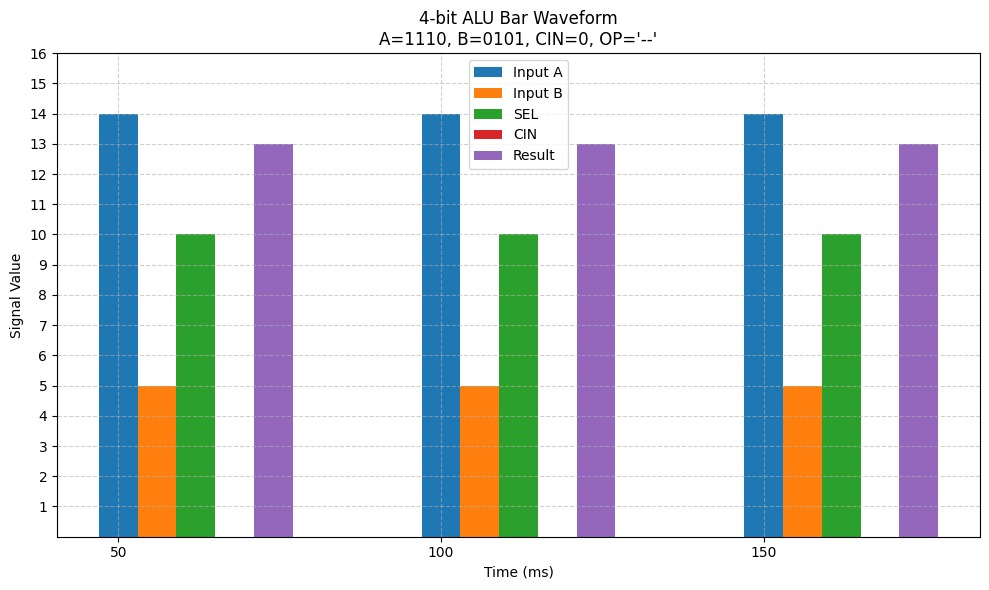 4-bit ALU Bar Waveform
A=1110, B=0101, CIN=0, OP='--'
Input A
Input B
SEL
CIN
Result
Signal Value
16
15
14
13
12
11
10
9
8
7
6
5
4
3
2
1
50
100
150
Time (ms)